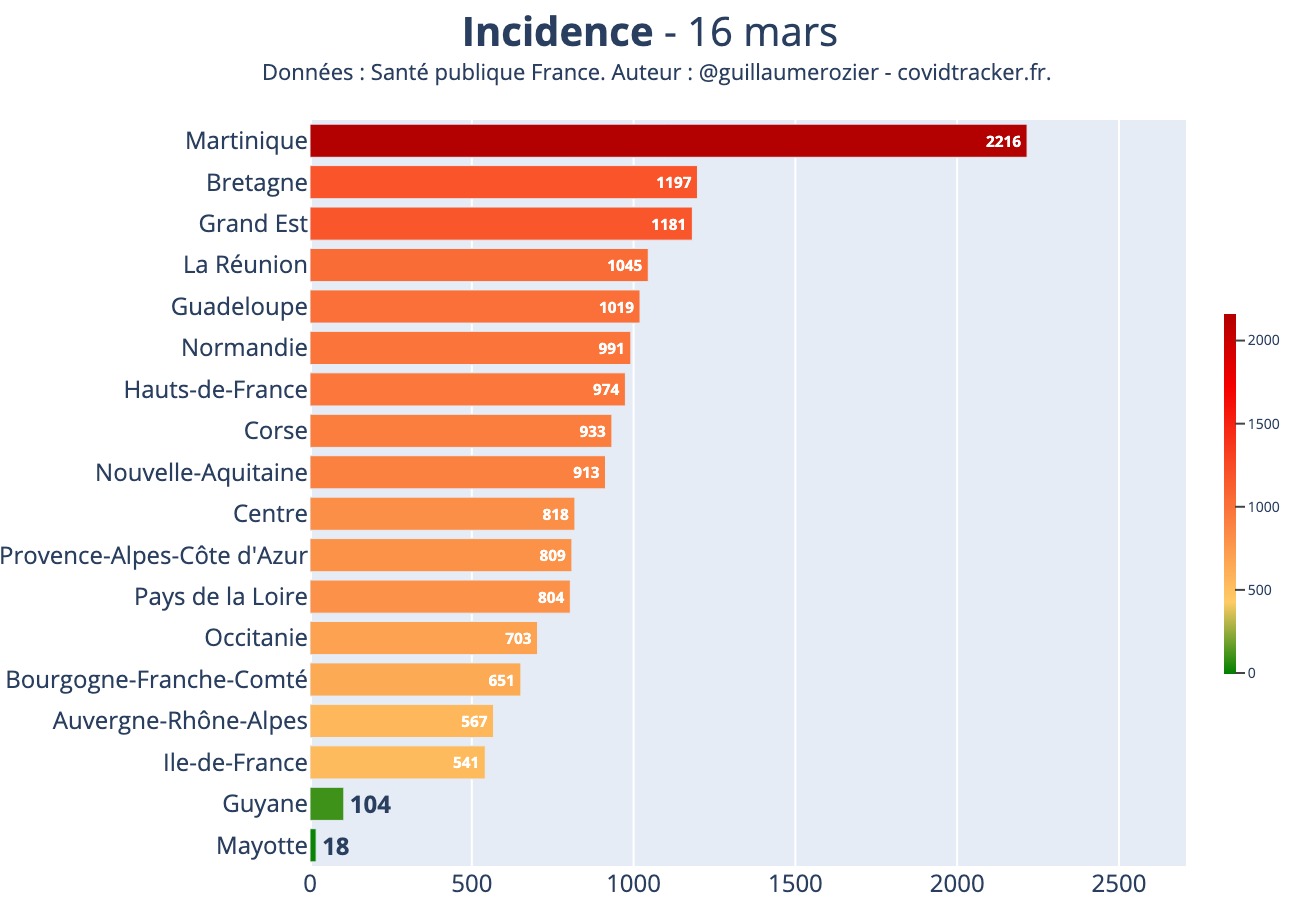 Incidence - 16 mars
Données : Santé publique France. Auteur : @guillaumerozier - covidtracker.fr.
Martinique 2216
Bretagne 1197
Grand Est 1181
La Réunion 1045
Guadeloupe 1019
Normandie 991
Hauts-de-France 974
Corse 933
Nouvelle-Aquitaine 913
Centre 818
Provence-Alpes-Côte d'Azur 809
Pays de la Loire 804
Occitanie 703
Bourgogne-Franche-Comté 651
Auvergne-Rhône-Alpes 567
Ile-de-France 541
Guyane 104
Mayotte 18
0 500 1000 1500 2000 2500
2000
1500
1000
500
0